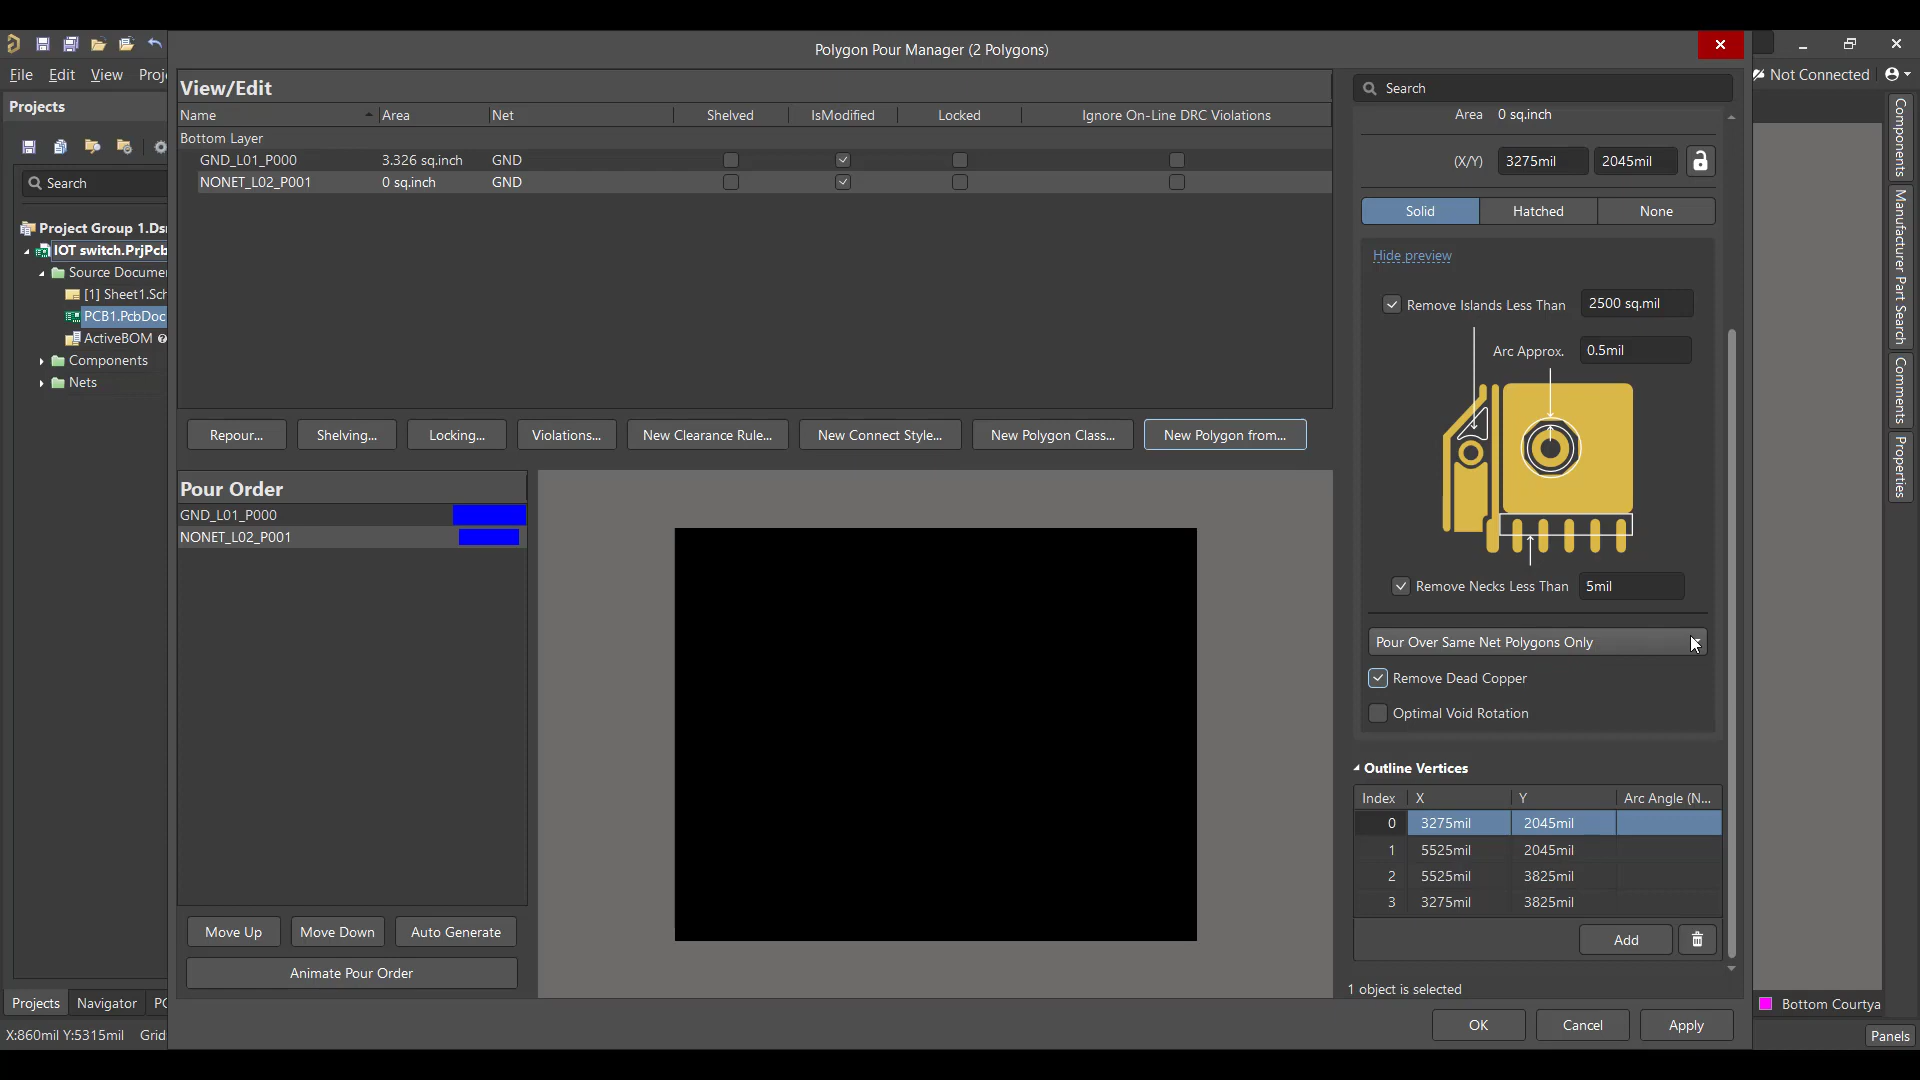 Polygon Pour Manager (2 Polygons)
File Edit View Proj
Not Connected
Projects
Search
Project Group 1.Dsn
IOT switch.PrjPcb
Source Documen
[1] Sheet1.Sch
PCB1.PcbDoc
ActiveBOM
Components
Nets
Projects Navigator PC
X:860mil Y:5315mil Grid
View/Edit
Name Area Net Shelved IsModified Locked Ignore On-Line DRC Violations
Bottom Layer
GND_L01_P000 3.326 sq.inch GND
NONET_L02_P001 0 sq.inch GND
Repour... Shelving... Locking... Violations... New Clearance Rule... New Connect Style... New Polygon Class... New Polygon from...
Pour Order
GND_L01_P000
NONET_L02_P001
Move Up Move Down Auto Generate
Animate Pour Order
Search
Area 0 sq.inch
(X/Y) 3275mil 2045mil
Solid Hatched None
Hide preview
Remove Islands Less Than 2500 sq.mil
Arc Approx. 0.5mil
Remove Necks Less Than 5mil
Pour Over Same Net Polygons Only
Remove Dead Copper
Optimal Void Rotation
Outline Vertices
Index X Y Arc Angle (N...
0 3275mil 2045mil
1 5525mil 2045mil
2 5525mil 3825mil
3 3275mil 3825mil
Add
1 object is selected
OK Cancel Apply
Components
Manufacturer Part Search
Comments
Properties
Bottom Courtya
Panels